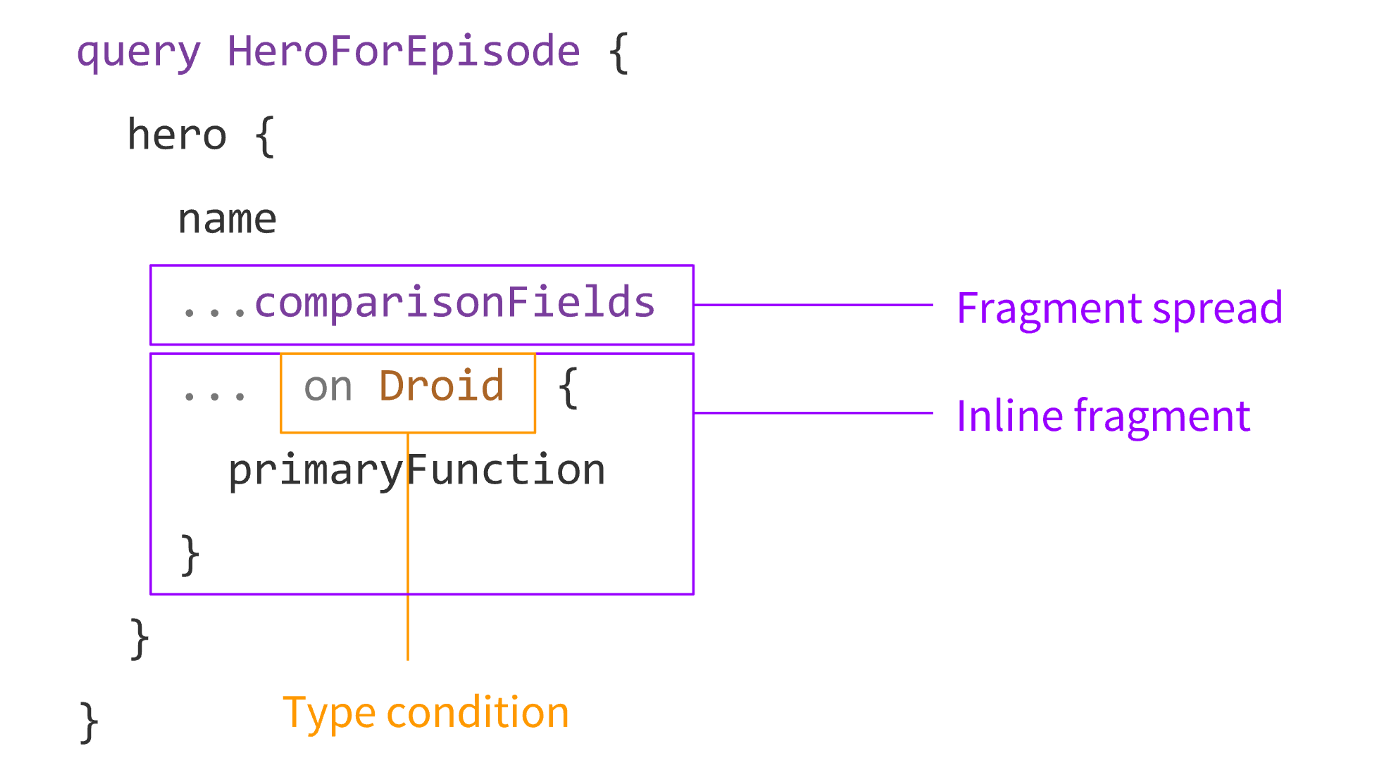 query HeroForEpisode {
hero {
name
...comparisonFields
Fragment spread
... on Droid {
Inline fragment
primaryFunction
}
}
}
Type condition